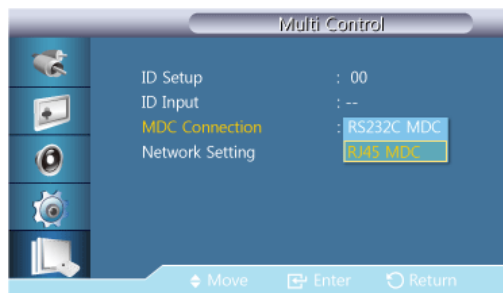 Multi Control
ID Setup : 00
ID Input : --
MDC Connection : RS232C MDC
RJ45 MDC
Network Setting
Move Enter Return